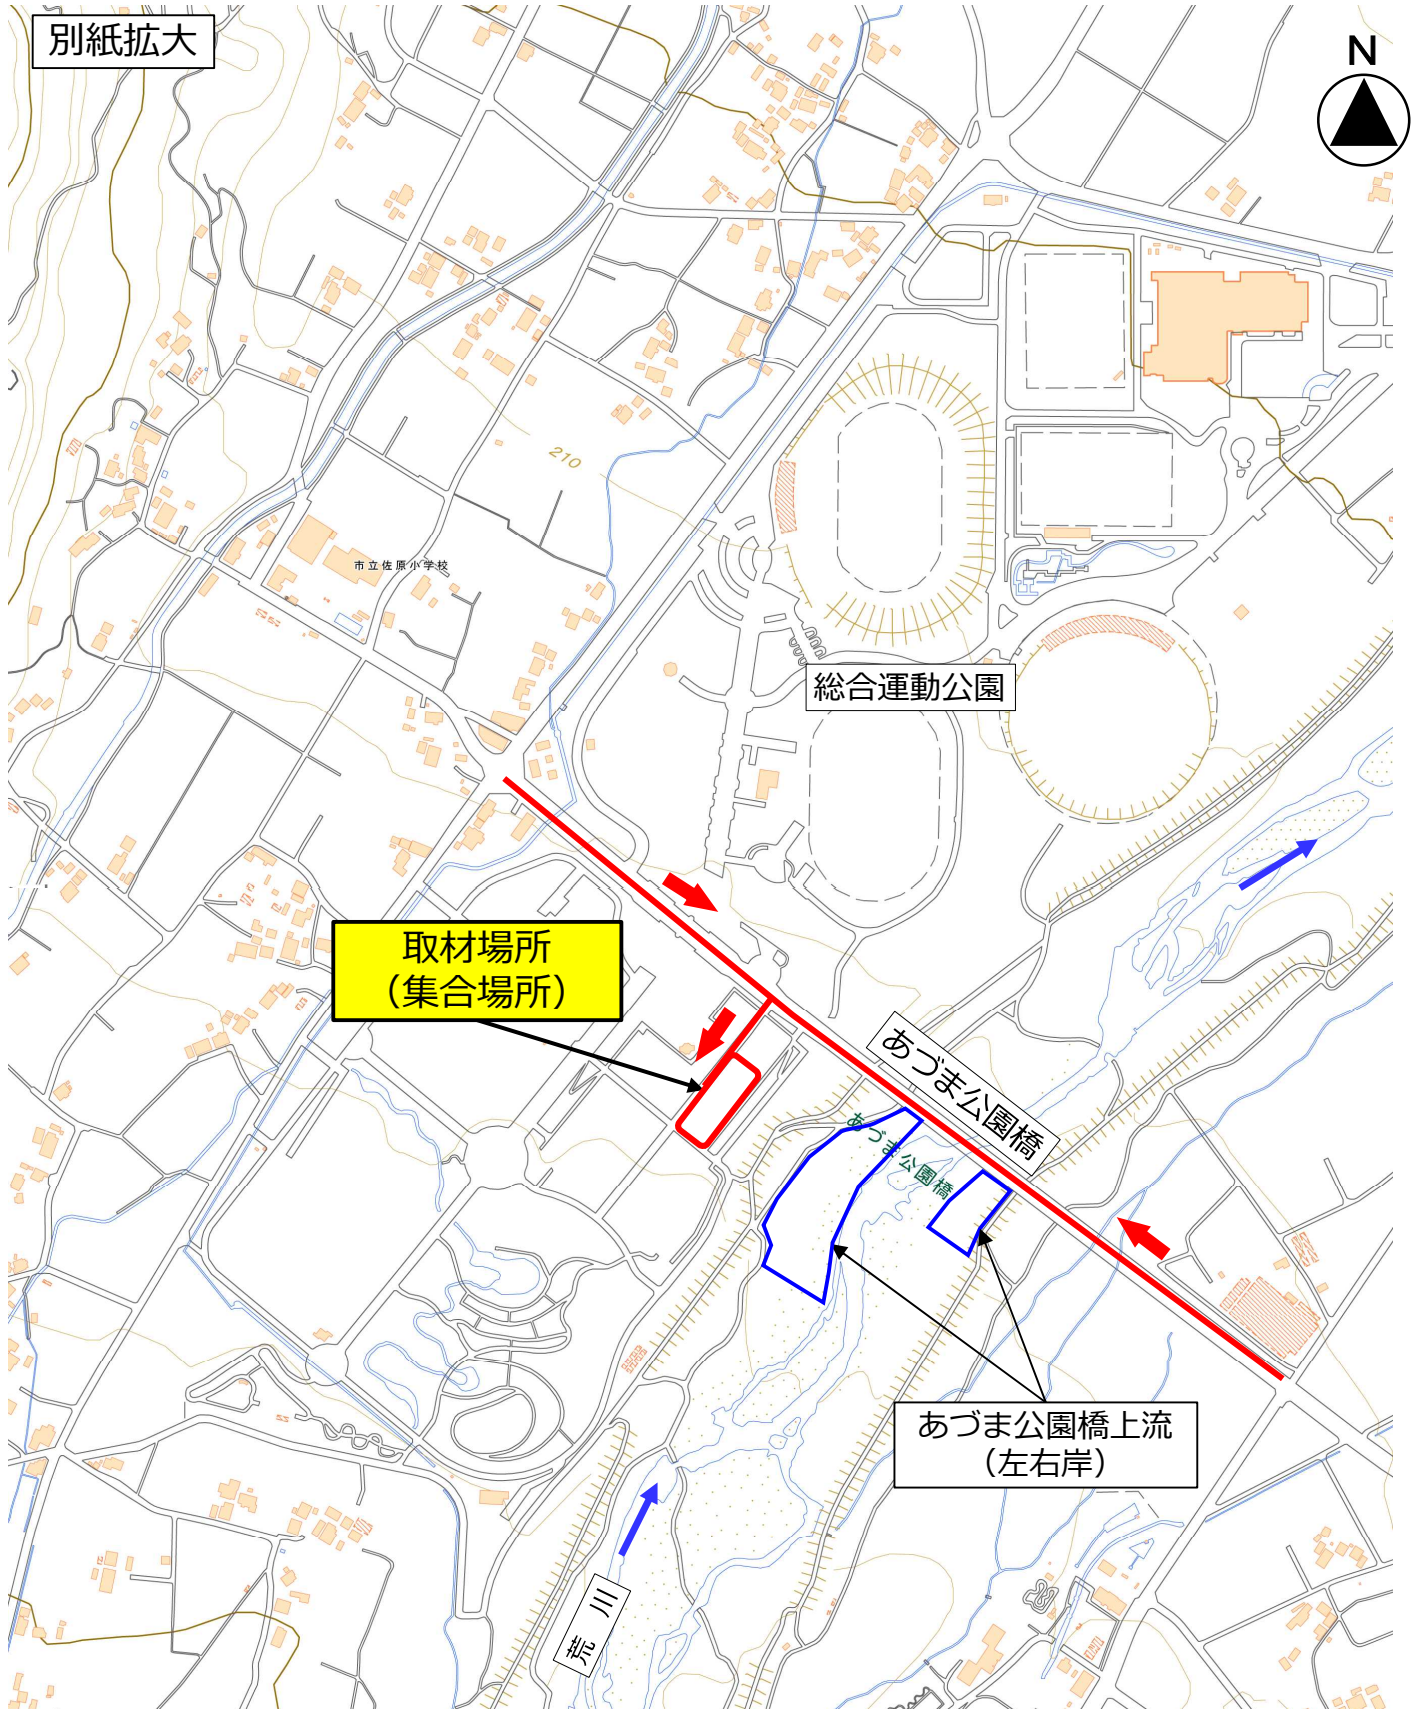 別紙拡大
N
210
市立佐原小学校
総合運動公園
取材場所
（集合場所）
あづま公園橋
あづま公園橋
あづま公園橋上流
（左右岸）
荒川